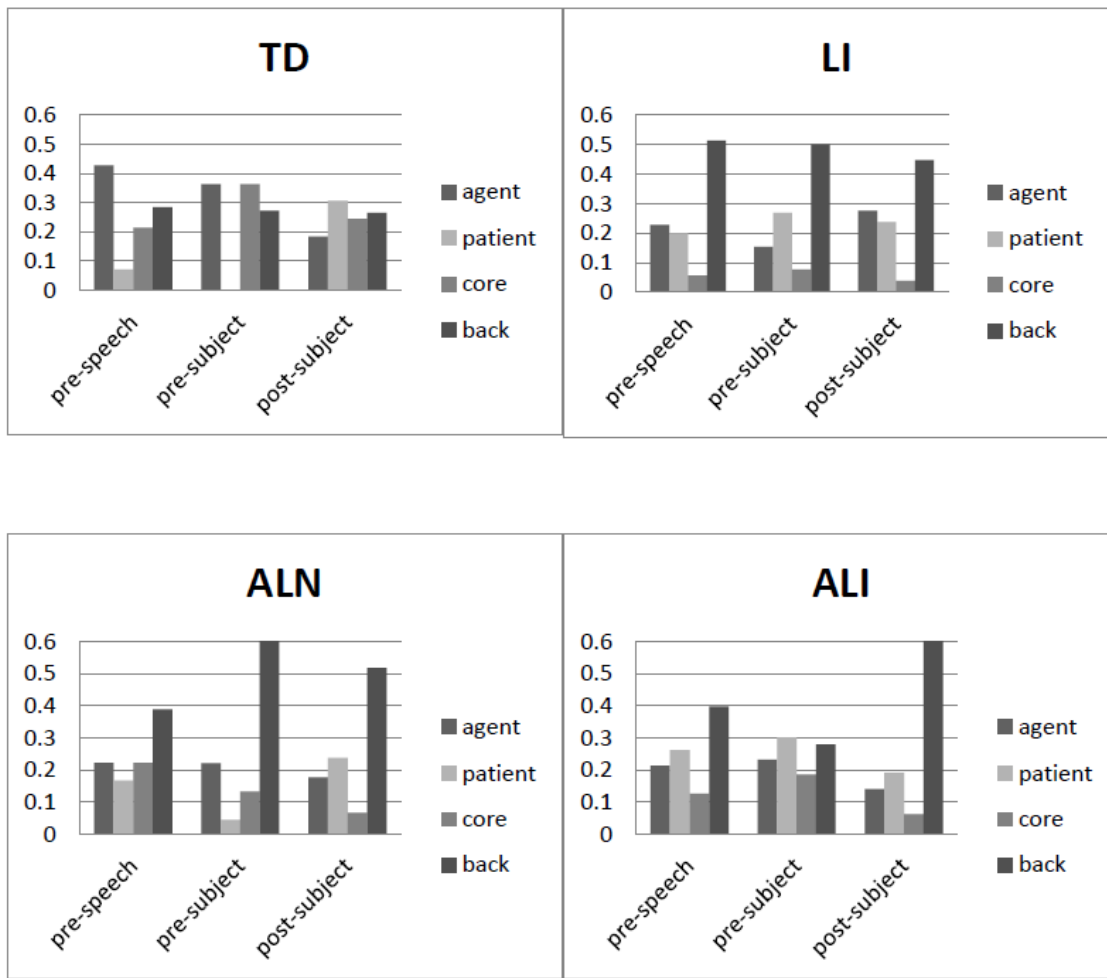 TD
0.6
0.5
0.4
0.3
0.2
0.1
0
pre-speech
pre-subject
post-subject
agent
patient
core
back
LI
0.6
0.5
0.4
0.3
0.2
0.1
0
pre-speech
pre-subject
post-subject
agent
patient
core
back
ALN
0.6
0.5
0.4
0.3
0.2
0.1
0
pre-speech
pre-subject
post-subject
agent
patient
core
back
ALI
0.6
0.5
0.4
0.3
0.2
0.1
0
pre-speech
pre-subject
post-subject
agent
patient
core
back